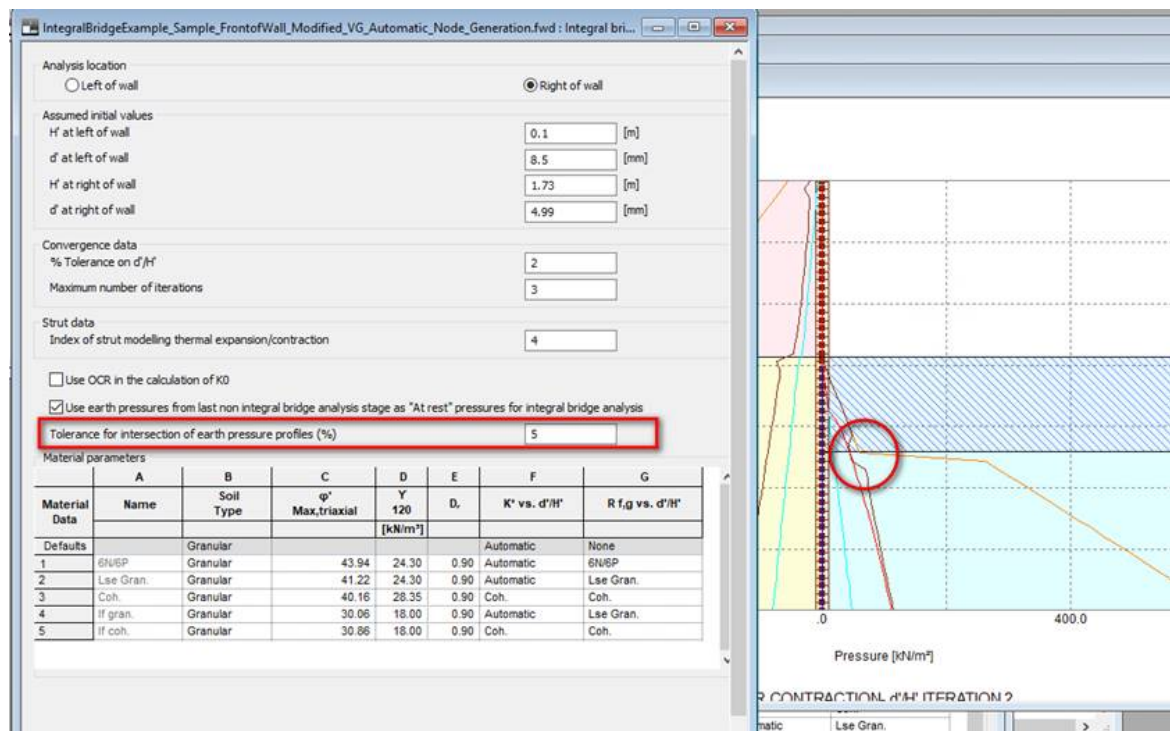 IntegralBridgeExample_Sample_FrontofWall_Modified_VG_Automatic_Node_Generation.fwd : Integral bri...
Analysis location
Left of wall Right of wall
Assumed initial values
H' at left of wall 0.1 [m]
d' at left of wall 8.5 [mm]
H' at right of wall 1.73 [m]
d' at right of wall 4.99 [mm]
Convergence data
% Tolerance on d'/H' 2
Maximum number of iterations 3
Strut data
Index of strut modelling thermal expansion/contraction 4
Use OCR in the calculation of K0
Use earth pressures from last non integral bridge analysis stage as "At rest" pressures for integral bridge analysis
Tolerance for intersection of earth pressure profiles (%) 5
Material parameters
A B C D E F G
Material Data Name Soil Type φ' Max,triaxial γ 120 Dr K* vs. d'/H' R f,g vs. d'/H'
[kN/m³]
Defaults Granular Automatic None
1 6N/6P Granular 43.94 24.30 0.90 Automatic 6N/6P
2 Lse Gran. Granular 41.22 24.30 0.90 Automatic Lse Gran.
3 Coh. Granular 40.16 28.35 0.90 Coh. Coh.
4 If gran. Granular 30.06 18.00 0.90 Automatic Lse Gran.
5 If coh. Granular 30.86 18.00 0.90 Coh. Coh.
.0 400.0
Pressure [kN/m²]
R CONTRACTION- d'/H' ITERATION 2
matic Lse Gran.